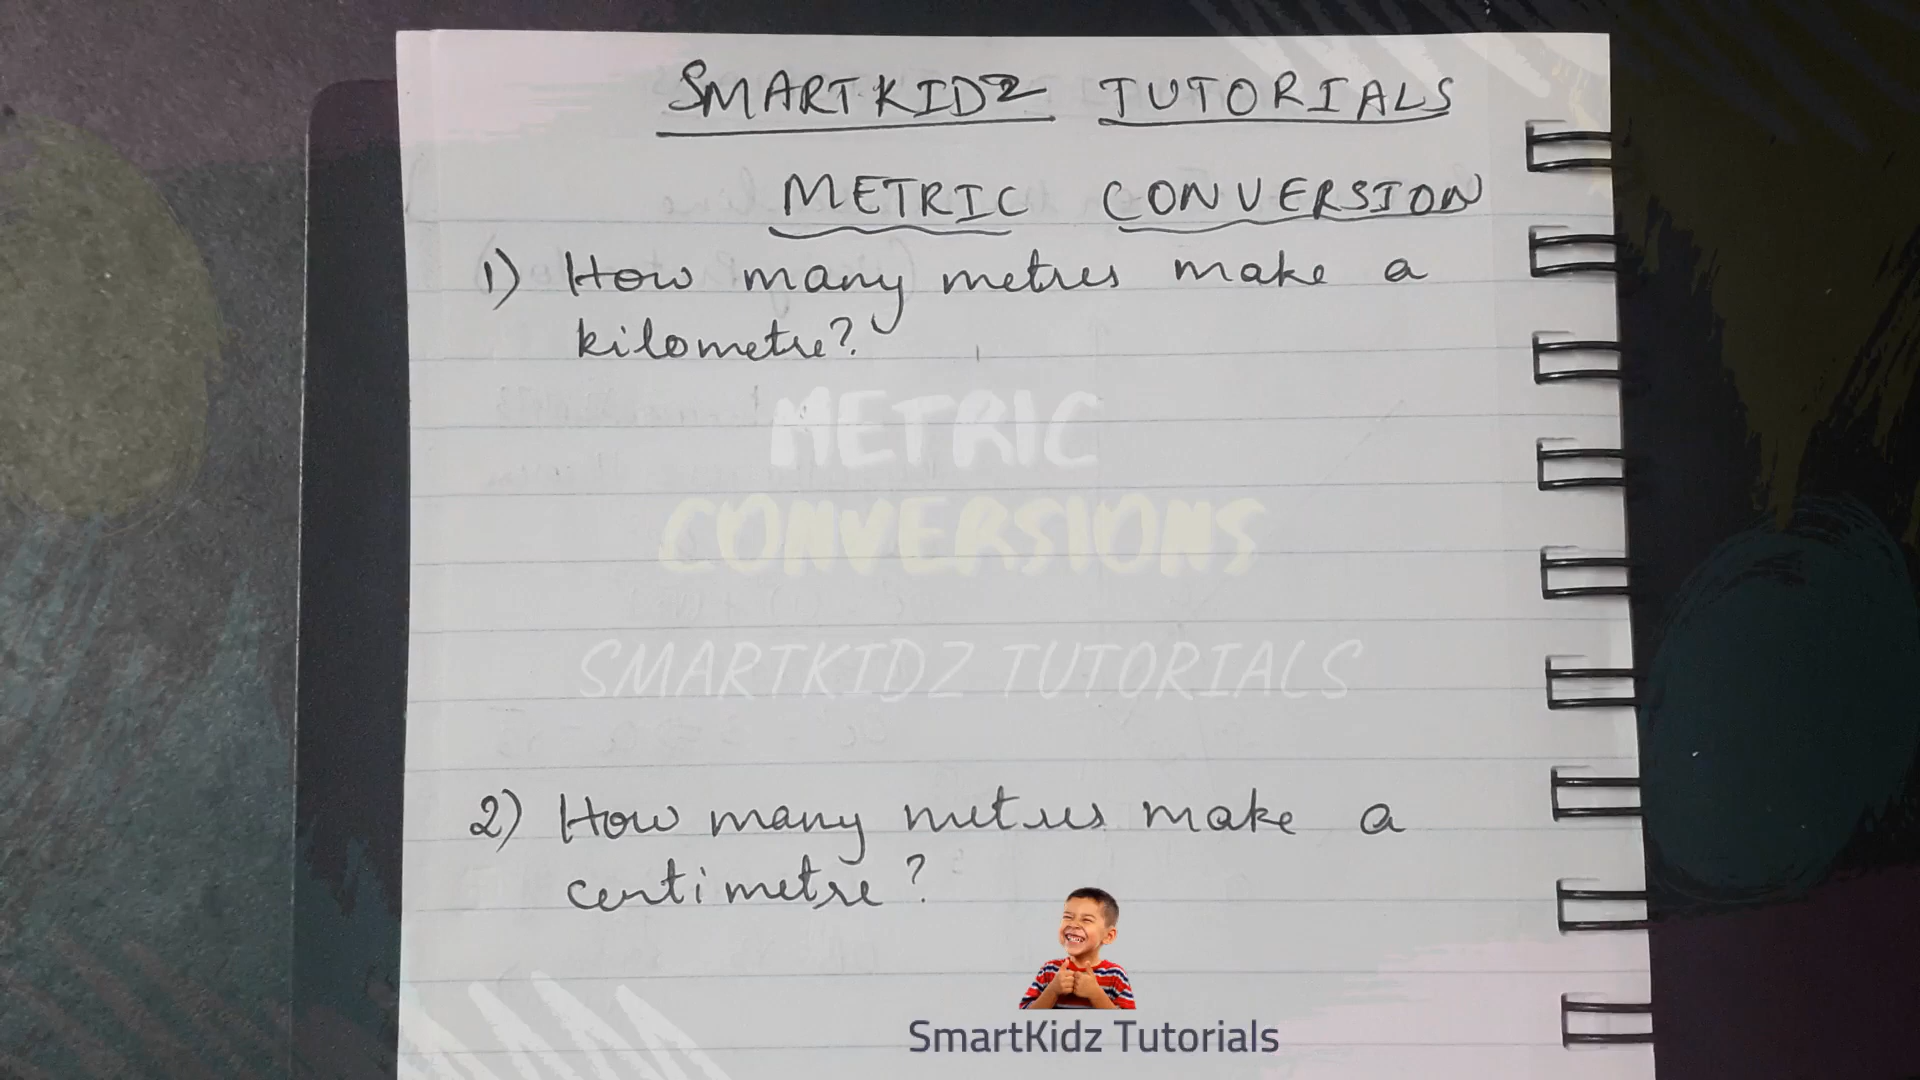 SMARTKIDZ TUTORIALS
METRIC CONVERSION
1) How many metres make a
kilometre?
METRIC
CONVERSIONS
SMARTKIDZ TUTORIALS
2) How many metres make a
centimetre?
SmartKidz Tutorials